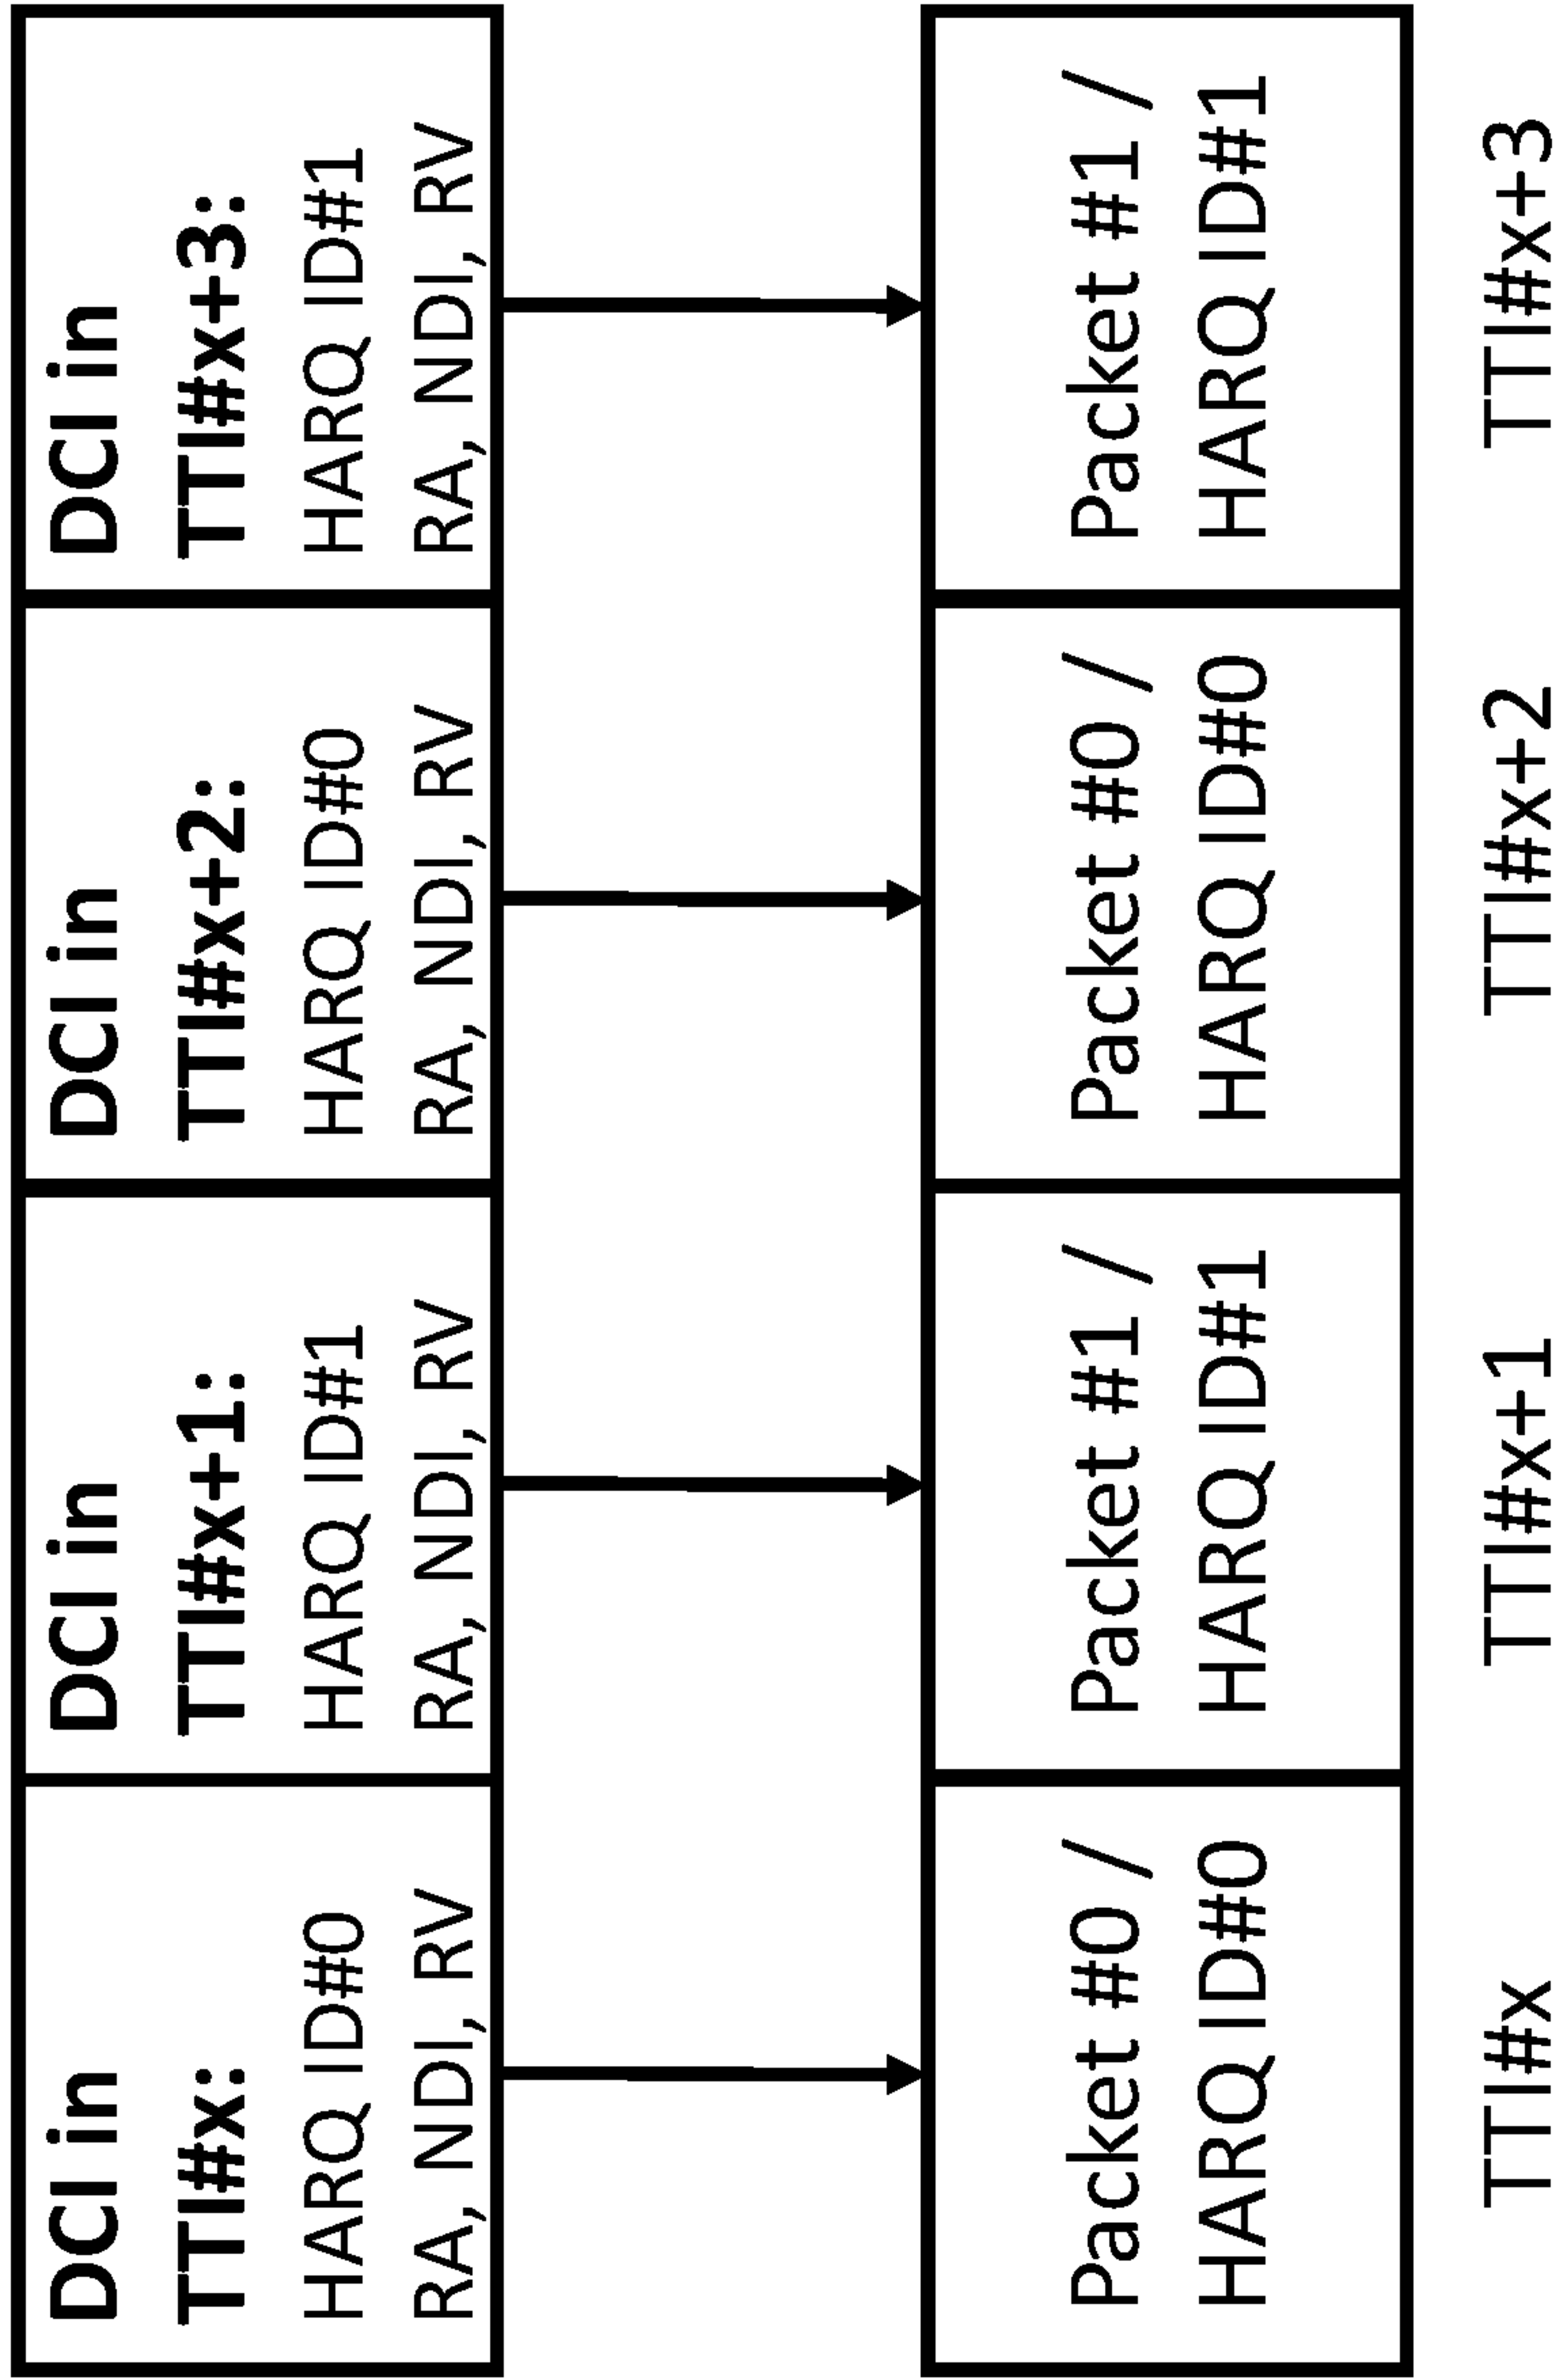 DCI in
TTI#x:
HARQ ID#0
RA, NDI, RV
DCI in
TTI#x+1:
HARQ ID#1
RA, NDI, RV
DCI in
TTI#x+2:
HARQ ID#0
RA, NDI, RV
DCI in
TTI#x+3:
HARQ ID#1
RA, NDI, RV
Packet #0 /
HARQ ID#0
Packet #1 /
HARQ ID#1
Packet #0 /
HARQ ID#0
Packet #1 /
HARQ ID#1
TTI#x
TTI#x+1
TTI#x+2
TTI#x+3